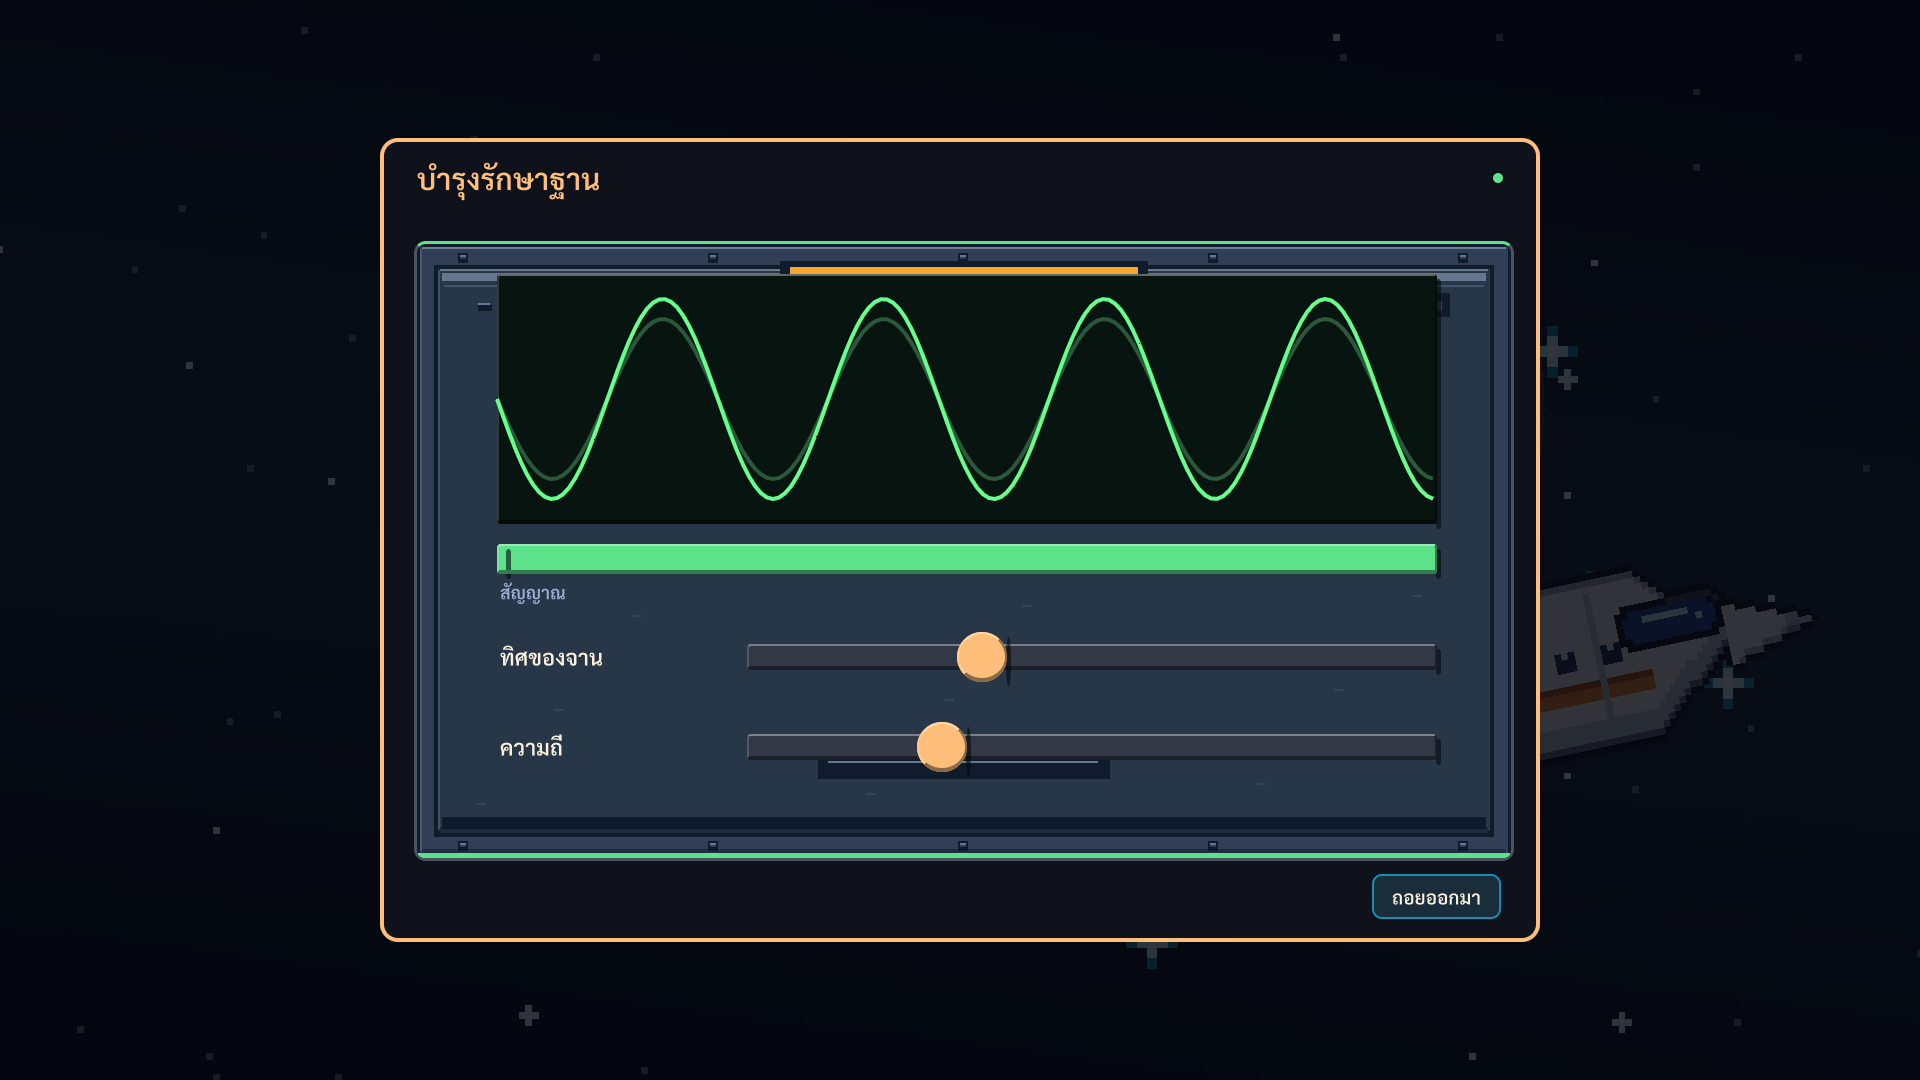 บำรุงรักษาฐาน
สัญญาณ
ทิศของจาน
ความถี่
ถอยออกมา